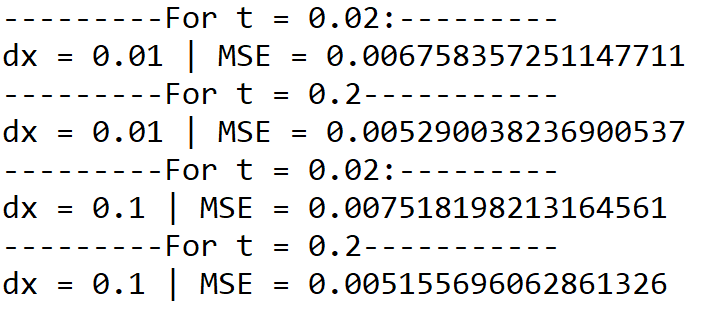 ---------For t = 0.02:---------
dx = 0.01 | MSE = 0.006758357251147711
---------For t = 0.2-----------
dx = 0.01 | MSE = 0.005290038236900537
---------For t = 0.02:---------
dx = 0.1 | MSE = 0.007518198213164561
---------For t = 0.2-----------
dx = 0.1 | MSE = 0.005155696062861326